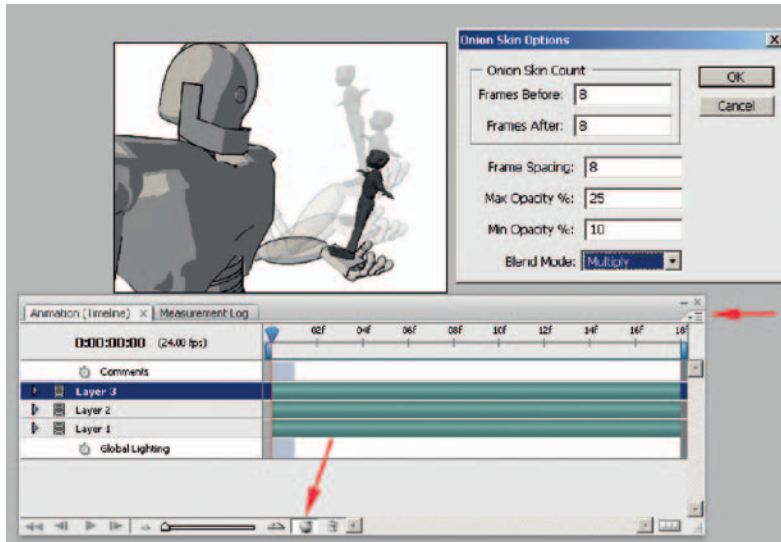 Onion Skin Options
Onion Skin Count
Frames Before: 8
Frames After: 8
Frame Spacing: 8
Max Opacity %: 25
Min Opacity %: 10
Blend Mode: Multiply
OK
Cancel
Animation (Timeline) × Measurement Log
0:00:00:00 (24.00 fps)
02f 04f 06f 08f 10f 12f 14f 16f 18f
Comments
Layer 3
Layer 2
Layer 1
Global Lighting